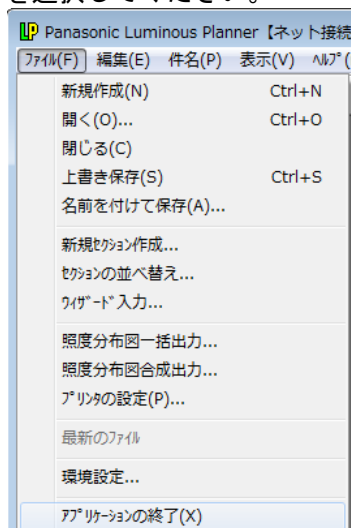 を選択してください。
LP Panasonic Luminous Planner【ネット接続
ﾌｧｲﾙ(F) 編集(E) 件名(P) 表示(V) ﾍﾙﾌﾟ(
新規作成(N) Ctrl+N
開く(O)... Ctrl+O
閉じる(C)
上書き保存(S) Ctrl+S
名前を付けて保存(A)...
新規ｾｸｼｮﾝ作成...
ｾｸｼｮﾝの並べ替え...
ｳｨｻﾞｰﾄﾞ入力...
照度分布図一括出力...
照度分布図合成出力...
ﾌﾟﾘﾝﾀの設定(P)...
最新のﾌｧｲﾙ
環境設定...
ｱﾌﾟﾘｹｰｼｮﾝの終了(X)